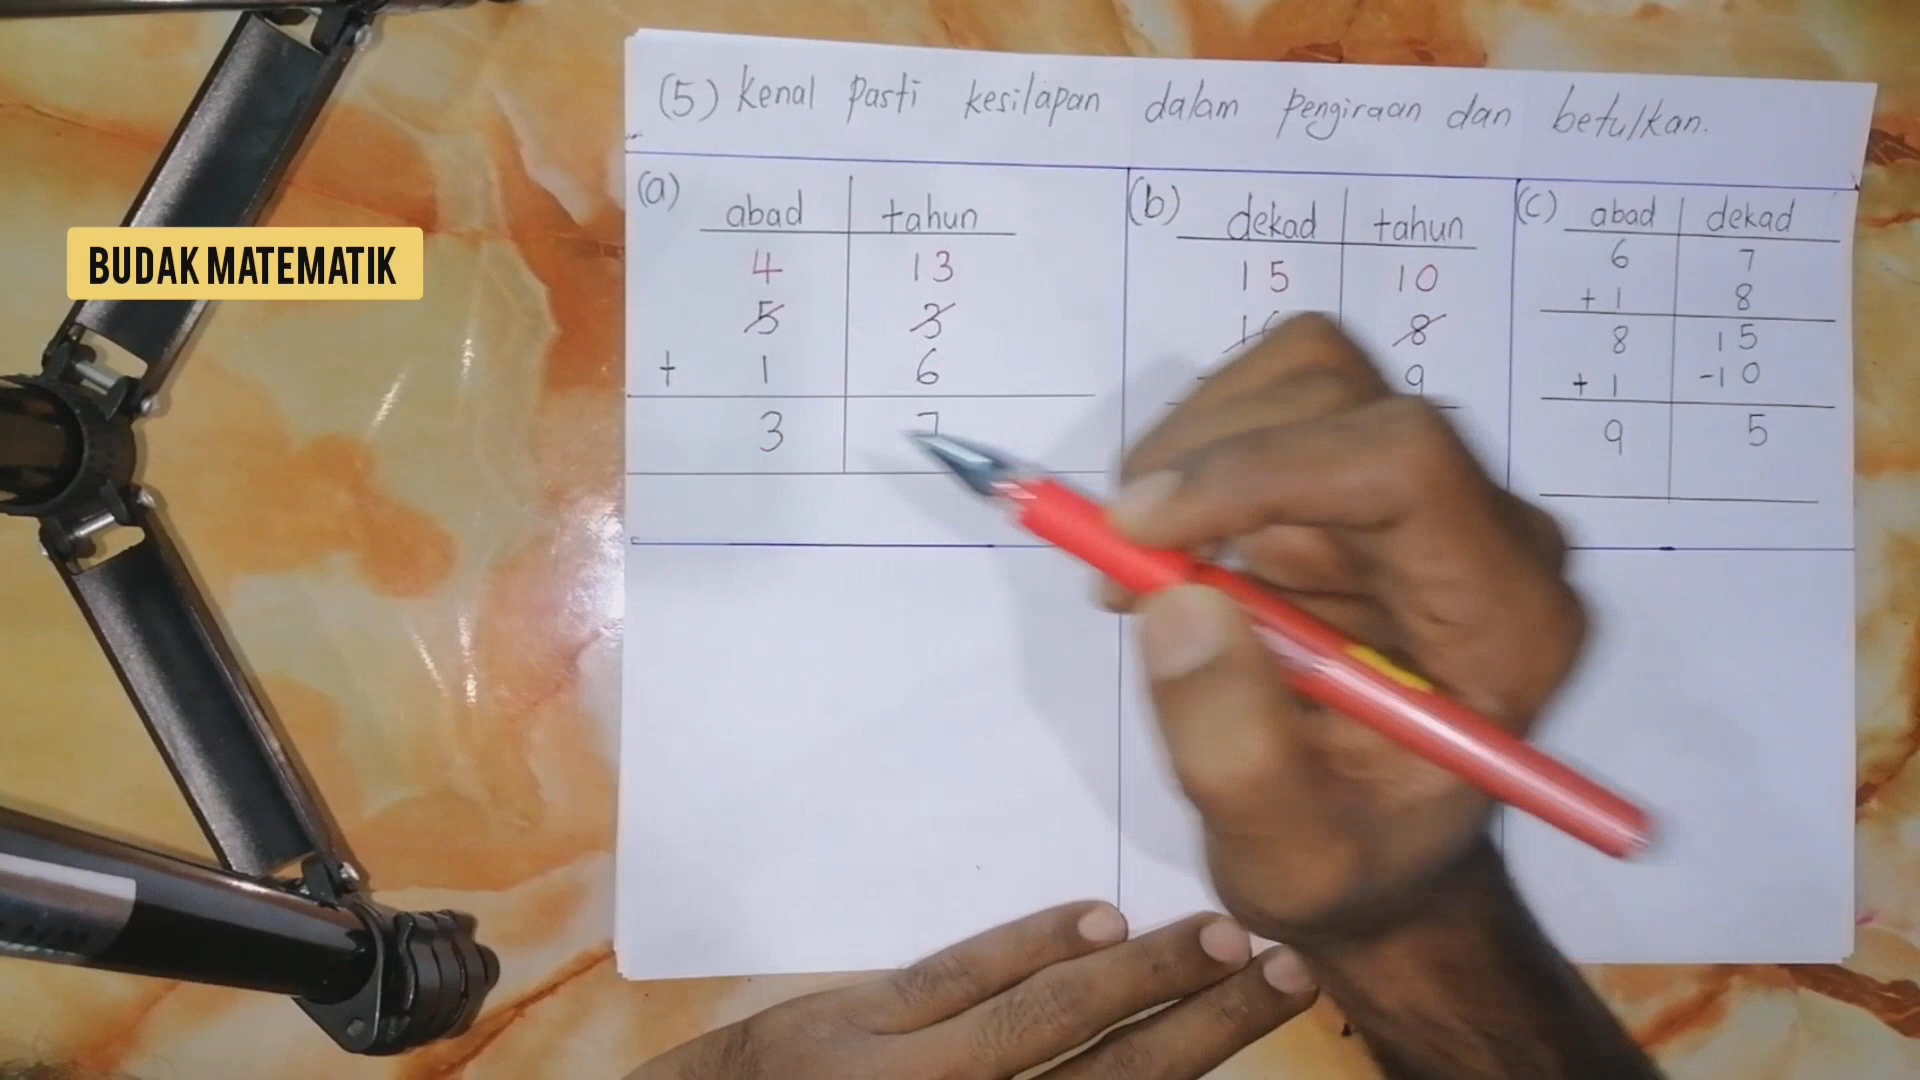 (5) Kenal pasti kesilapan dalam pengiraan dan betulkan.
BUDAK MATEMATIK
(a)
abad tahun
4 13
5 3
+ 1 6
3 7
(b)
dekad tahun
15 10
8
9
(c)
abad dekad
6 7
+ 1 8
8 15
+ 1 -10
9 5